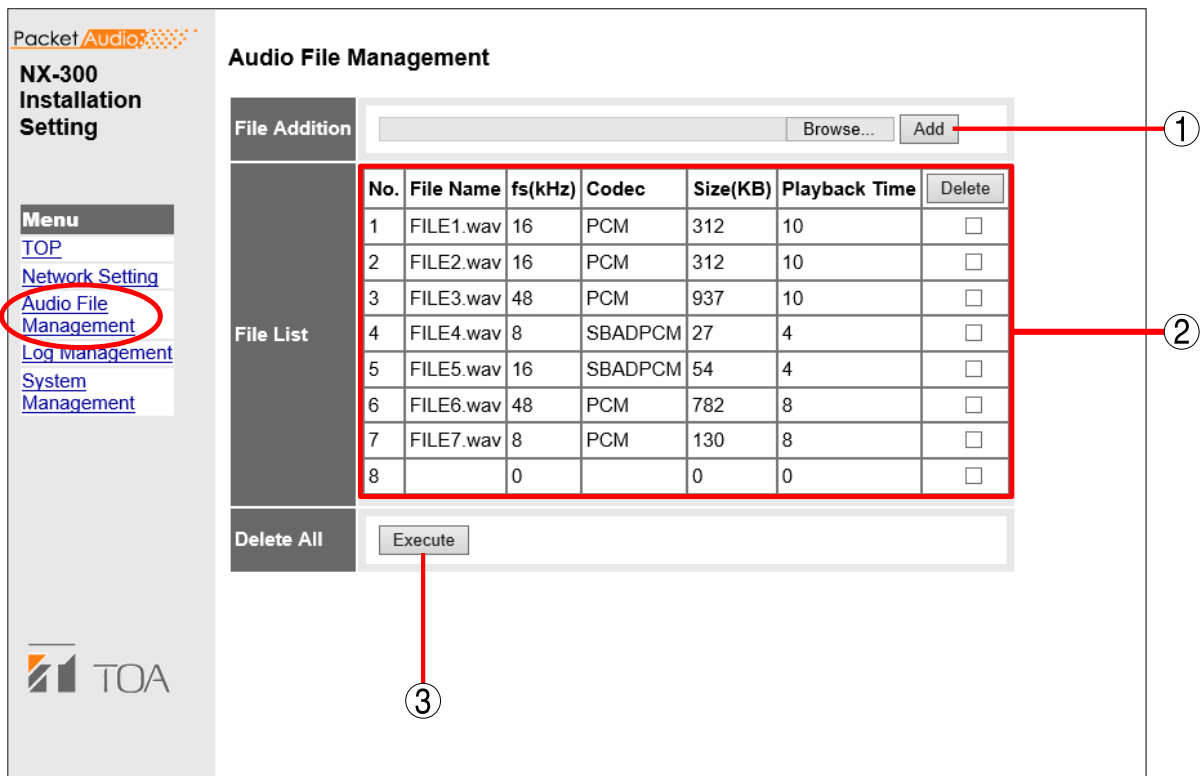 Packet Audio
NX-300
Installation
Setting
Menu
TOP
Network Setting
Audio File
Management
Log Management
System
Management
TOA
Audio File Management
File Addition Browse... Add ①
File List
No. File Name fs(kHz) Codec Size(KB) Playback Time Delete
1 FILE1.wav 16 PCM 312 10
2 FILE2.wav 16 PCM 312 10
3 FILE3.wav 48 PCM 937 10
4 FILE4.wav 8 SBADPCM 27 4
5 FILE5.wav 16 SBADPCM 54 4
6 FILE6.wav 48 PCM 782 8
7 FILE7.wav 8 PCM 130 8
8 0 0 0
②
Delete All Execute
③